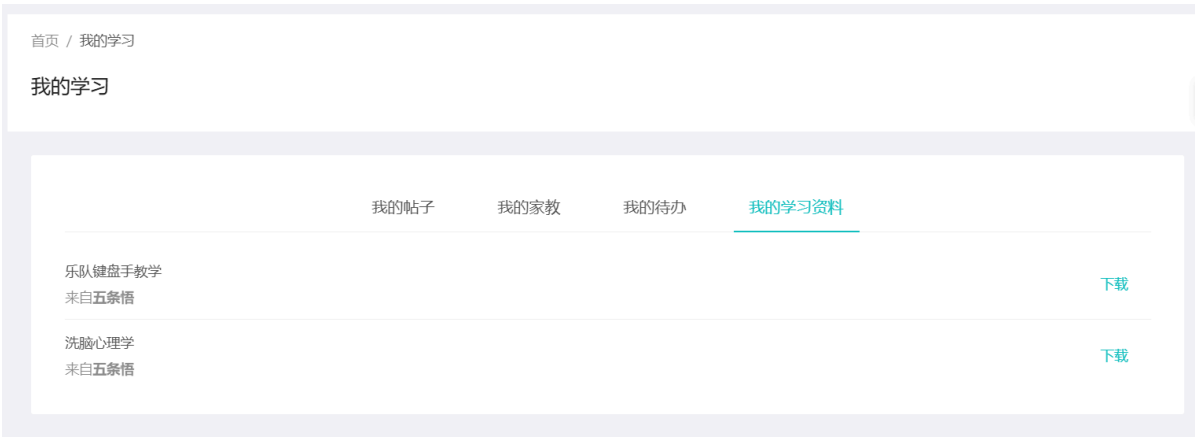 首页 / 我的学习
我的学习
我的帖子 我的家教 我的待办 我的学习资料
乐队键盘手教学
来自五条悟
下载
洗脑心理学
来自五条悟
下载